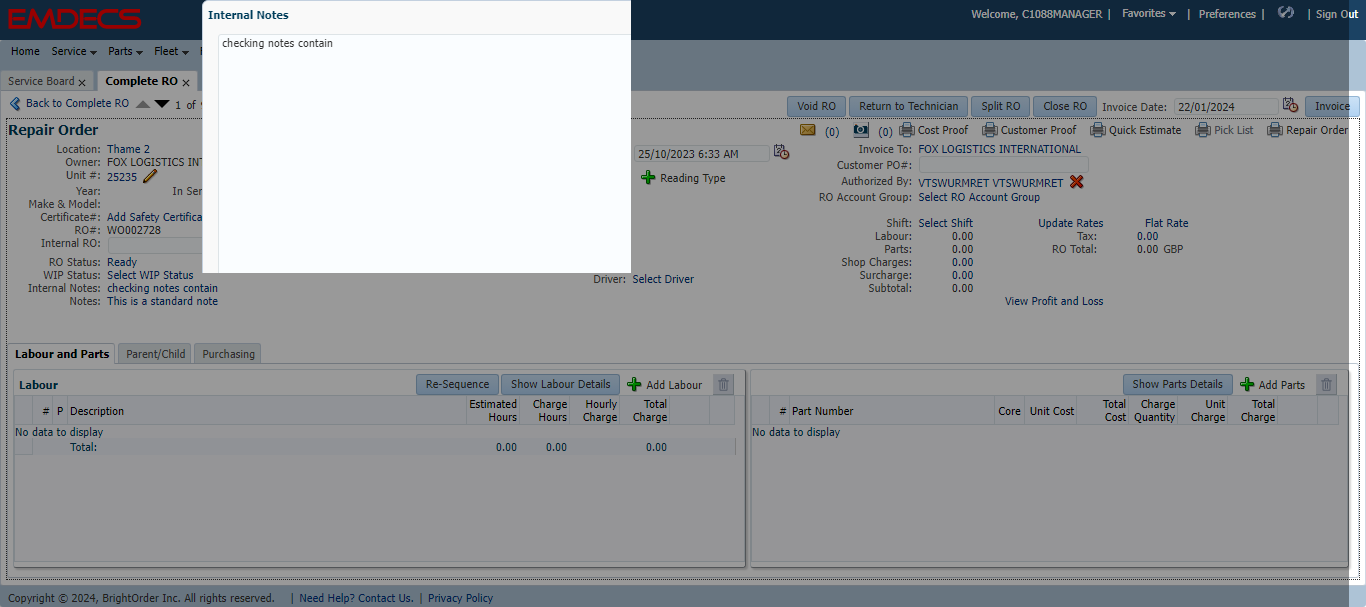 EMDECS
Internal Notes
checking notes contain
Welcome, C1088MANAGER | Favorites | Preferences | Sign Out
Home Service Parts Fleet
Service Board x Complete RO x
Back to Complete RO 1 of
Void RO Return to Technician Split RO Close RO Invoice Date: 22/01/2024 Invoice
Repair Order
(0) (0) Cost Proof Customer Proof Quick Estimate Pick List Repair Order
Location: Thame 2
Owner: FOX LOGISTICS INT
Unit #: 25235
Year: In Ser
Make & Model:
Certificate#: Add Safety Certifica
RO#: WO002728
Internal RO:
RO Status: Ready
WIP Status: Select WIP Status
Internal Notes: checking notes contain
Notes: This is a standard note
25/10/2023 6:33 AM
Reading Type
Driver: Select Driver
Invoice To: FOX LOGISTICS INTERNATIONAL
Customer PO#:
Authorized By: VTSWURMRET VTSWURMRET
RO Account Group: Select RO Account Group
Shift: Select Shift Update Rates Flat Rate
Labour: 0.00 Tax: 0.00
Parts: 0.00 RO Total: 0.00 GBP
Shop Charges: 0.00
Surcharge: 0.00
Subtotal: 0.00
View Profit and Loss
Labour and Parts Parent/Child Purchasing
Labour Re-Sequence Show Labour Details Add Labour
# P Description Estimated Hours Charge Hours Hourly Charge Total Charge
No data to display
Total: 0.00 0.00 0.00
Show Parts Details Add Parts
# Part Number Core Unit Cost Total Cost Charge Quantity Unit Charge Total Charge
No data to display
Copyright © 2024, BrightOrder Inc. All rights reserved. | Need Help? Contact Us. | Privacy Policy